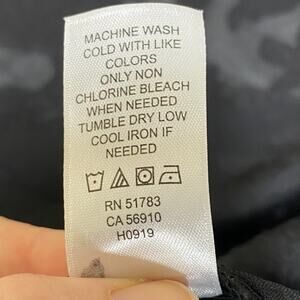 MACHINE WASH
COLD WITH LIKE
COLORS
ONLY NON
CHLORINE BLEACH
WHEN NEEDED
TUMBLE DRY LOW
COOL IRON IF
NEEDED
RN 51783
CA 56910
H0919